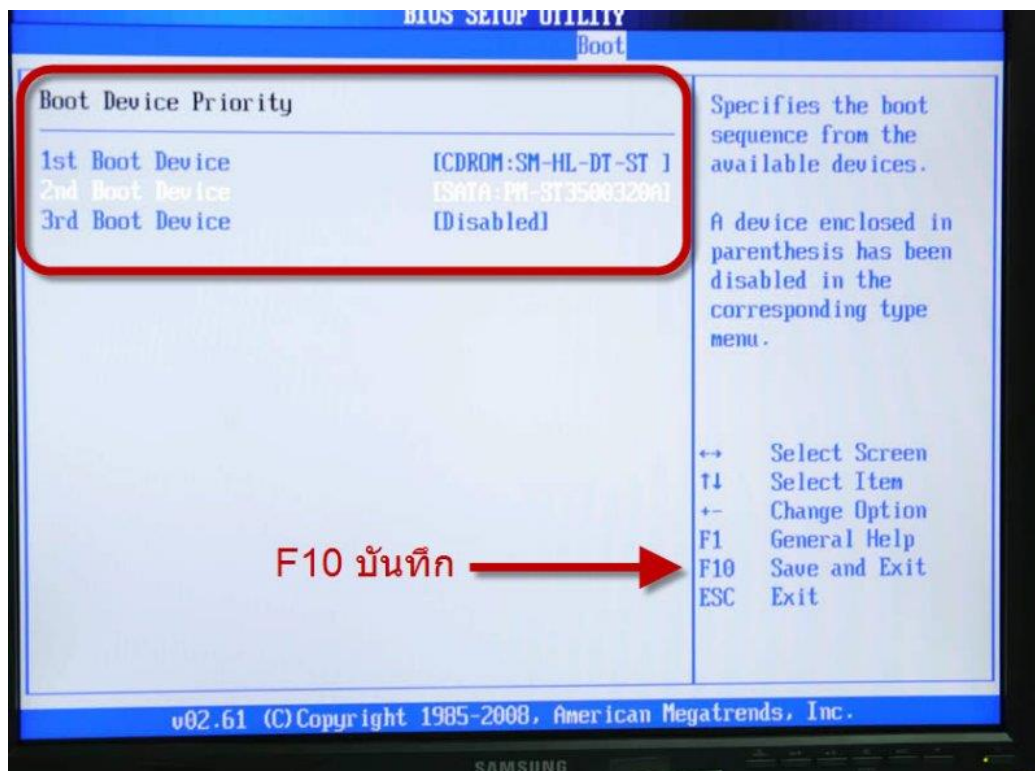 BIOS SETUP UTILITY
Boot
Boot Device Priority
1st Boot Device [CDROM:SM-HL-DT-ST ]
2nd Boot Device [SATA:PM-ST3500320A]
3rd Boot Device [Disabled]
Specifies the boot
sequence from the
available devices.
A device enclosed in
parenthesis has been
disabled in the
corresponding type
menu.
↔ Select Screen
↑↓ Select Item
+- Change Option
F1 General Help
F10 Save and Exit
ESC Exit
F10 บันทึก
v02.61 (C)Copyright 1985-2008, American Megatrends, Inc.
SAMSUNG